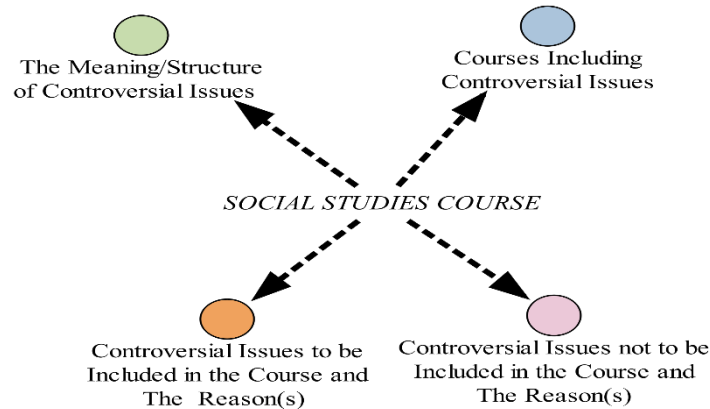 The Meaning/Structure
of Controversial Issues
Courses Including
Controversial Issues
SOCIAL STUDIES COURSE
Controversial Issues to be
Included in the Course and
The Reason(s)
Controversial Issues not to be
Included in the Course and
The Reason(s)